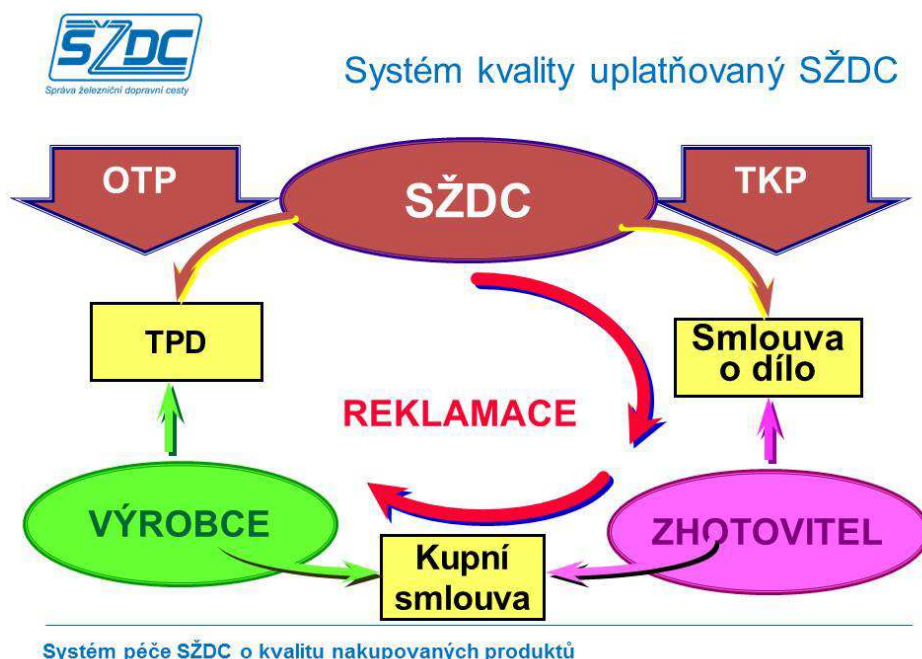 SŽDC
Správa železniční dopravní cesty
Systém kvality uplatňovaný SŽDC
OTP
SŽDC
TKP
TPD
Smlouva
o dílo
REKLAMACE
VÝROBCE
ZHOTOVITEL
Kupní
smlouva
Systém péče SŽDC o kvalitu nakupovaných produktů